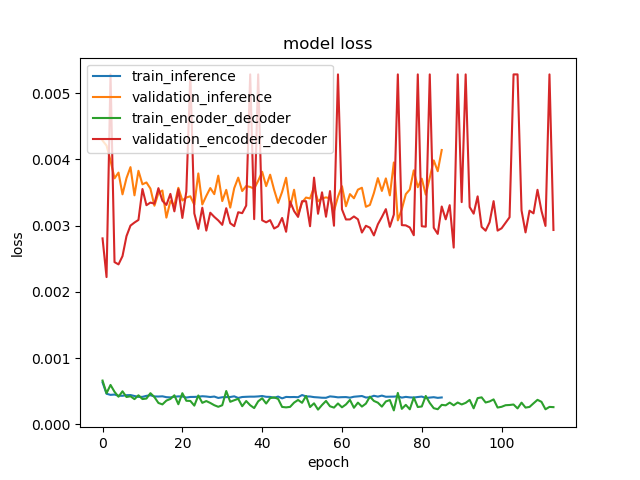 model loss
train_inference
validation_inference
train_encoder_decoder
validation_encoder_decoder
loss
0.005
0.004
0.003
0.002
0.001
0.000
0 20 40 60 80 100
epoch